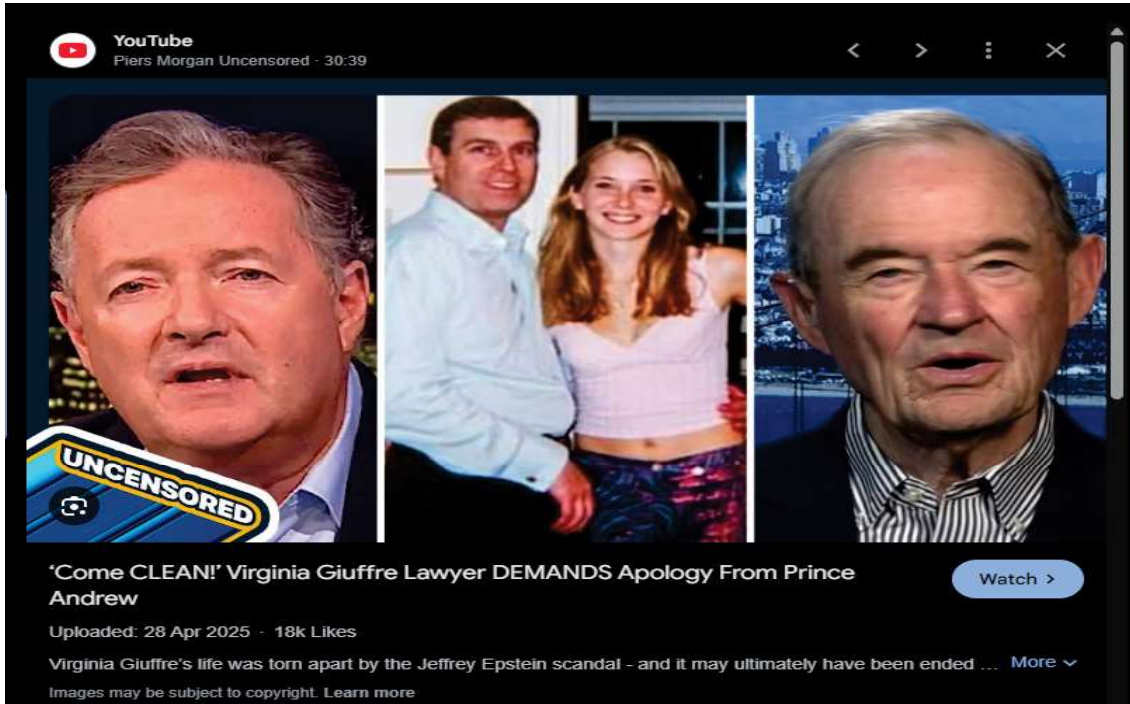 YouTube
Piers Morgan Uncensored · 30:39
UNCENSORED
‘Come CLEAN!’ Virginia Giuffre Lawyer DEMANDS Apology From Prince
Andrew
Watch >
Uploaded: 28 Apr 2025 · 18k Likes
Virginia Giuffre's life was torn apart by the Jeffrey Epstein scandal - and it may ultimately have been ended ... More
Images may be subject to copyright. Learn more